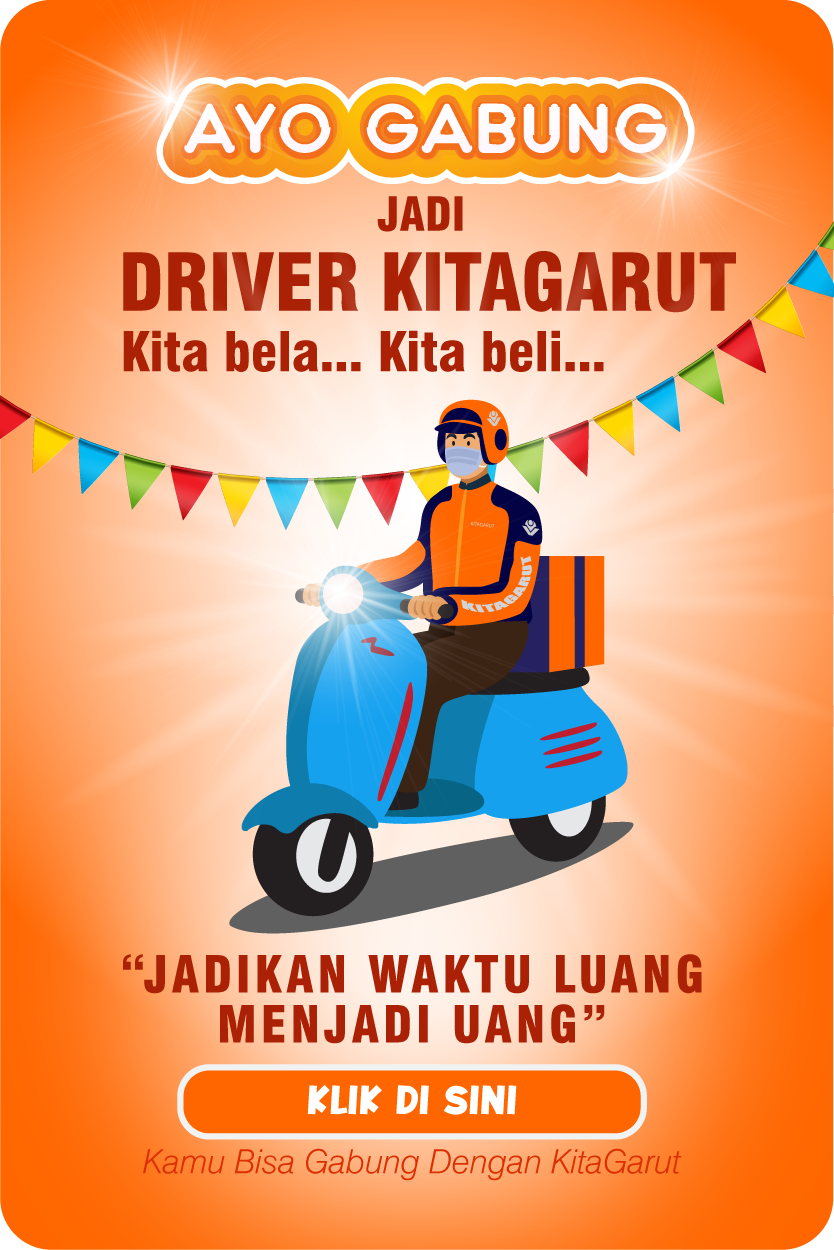 AYO GABUNG
JADI
DRIVER KITAGARUT
Kita bela... Kita beli...
KITAGARUT
KITAGARUT
“JADIKAN WAKTU LUANG
MENJADI UANG”
KLIK DI SINI
Kamu Bisa Gabung Dengan KitaGarut